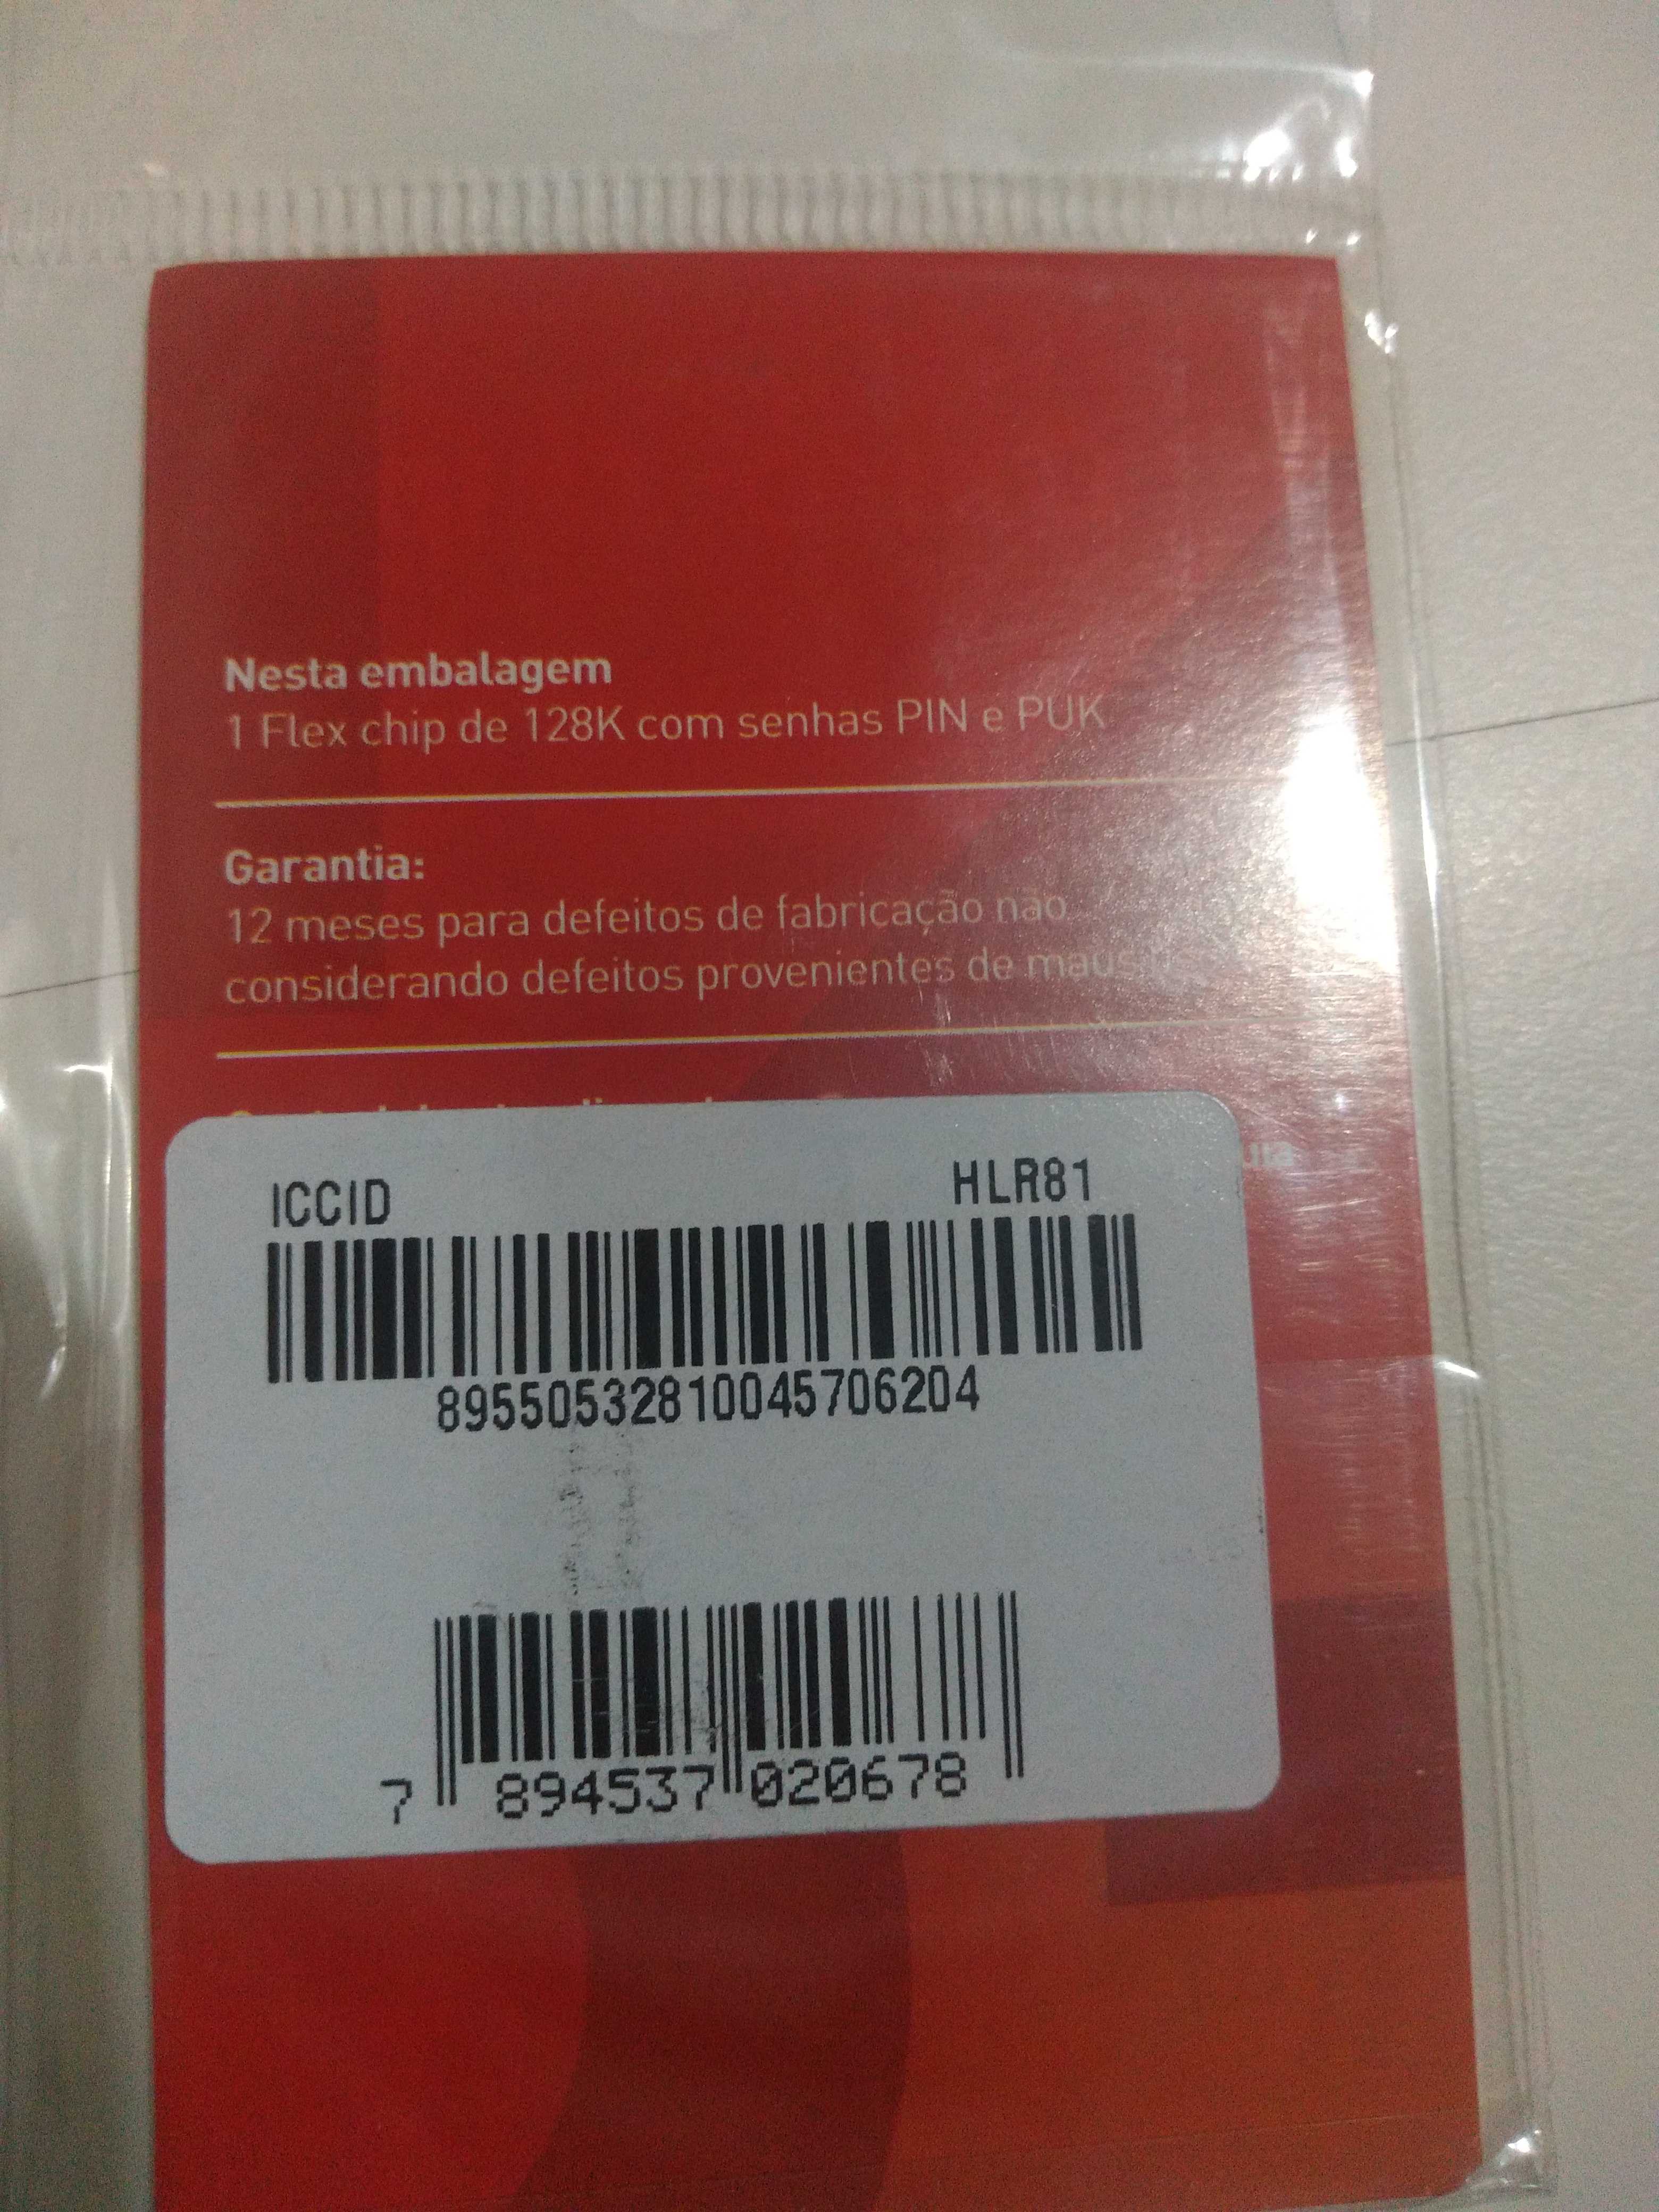 Nesta embalagem
1 Flex chip de 128K com senhas PIN e PUK
Garantia:
12 meses para defeitos de fabricação não
considerando defeitos provenientes de maus
ICCID HLR81
89550532810045706204
7 894537 020678